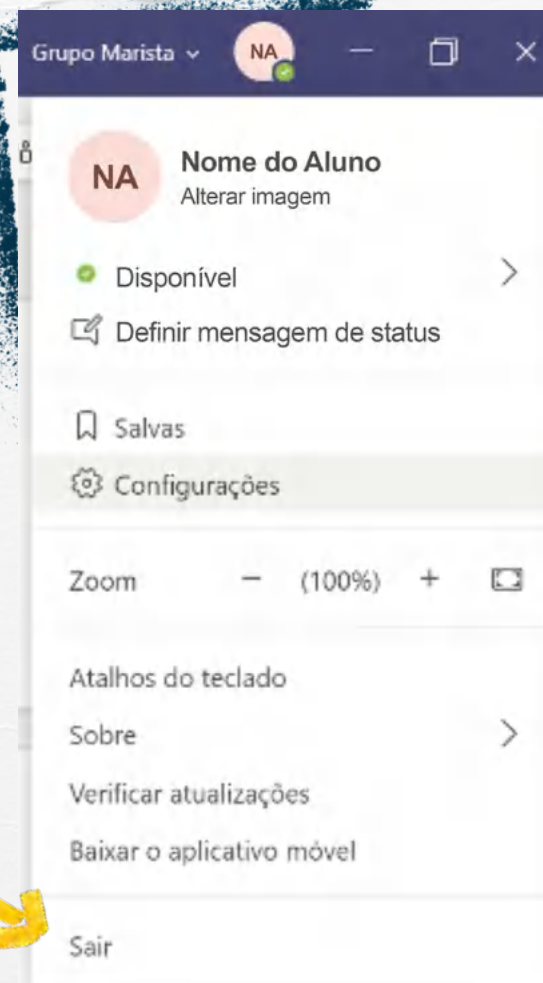 Grupo Marista
NA
NA
Nome do Aluno
Alterar imagem
Disponível
Definir mensagem de status
Salvas
Configurações
Zoom − (100%) +
Atalhos do teclado
Sobre
Verificar atualizações
Baixar o aplicativo móvel
Sair